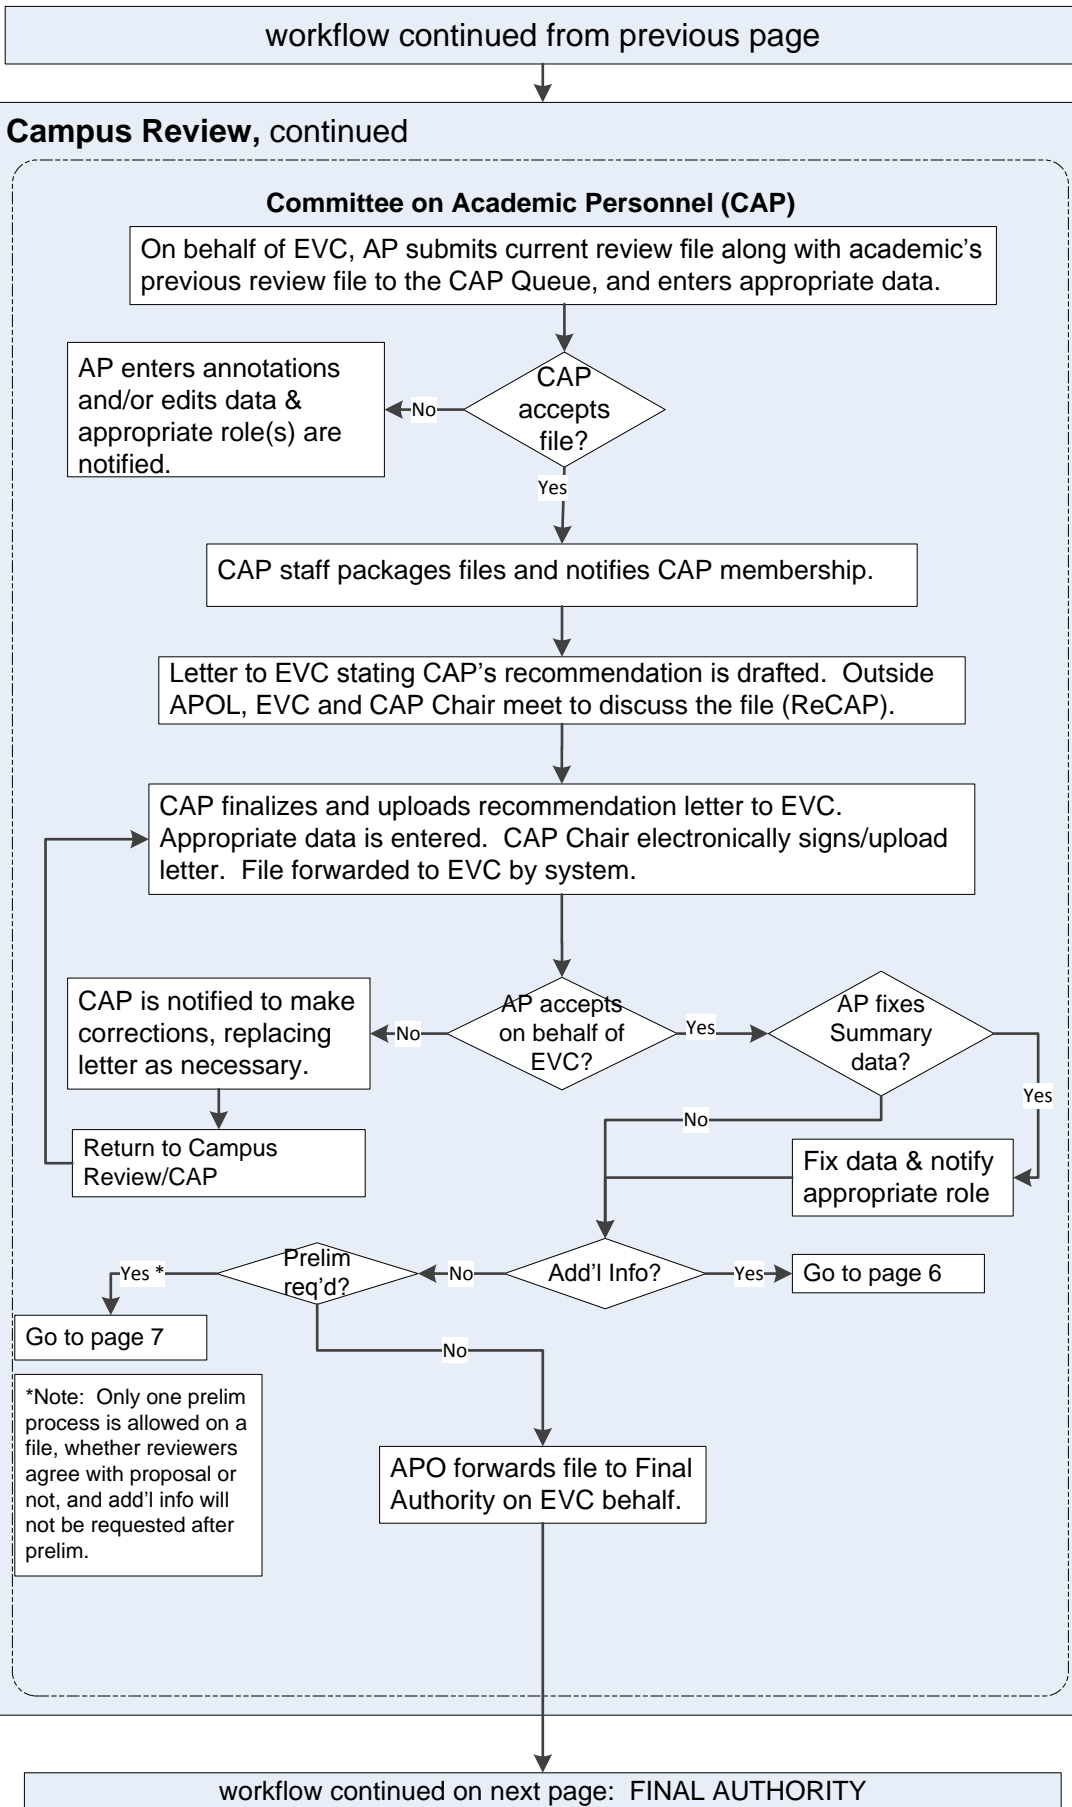 workflow continued from previous page
Campus Review, continued
Committee on Academic Personnel (CAP)
On behalf of EVC, AP submits current review file along with academic's
previous review file to the CAP Queue, and enters appropriate data.
AP enters annotations
and/or edits data &
appropriate role(s) are
notified.
No
CAP
accepts
file?
Yes
CAP staff packages files and notifies CAP membership.
Letter to EVC stating CAP's recommendation is drafted.  Outside
APOL, EVC and CAP Chair meet to discuss the file (ReCAP).
CAP finalizes and uploads recommendation letter to EVC.
Appropriate data is entered.  CAP Chair electronically signs/upload
letter.  File forwarded to EVC by system.
CAP is notified to make
corrections, replacing
letter as necessary.
No
AP accepts
on behalf of
EVC?
Yes
AP fixes
Summary
data?
Yes
No
Return to Campus
Review/CAP
Fix data & notify
appropriate role
Prelim
req'd?
Yes *
No
Add'l Info?
Yes
Go to page 6
Go to page 7
No
*Note:  Only one prelim
process is allowed on a
file, whether reviewers
agree with proposal or
not, and add'l info will
not be requested after
prelim.
APO forwards file to Final
Authority on EVC behalf.
workflow continued on next page:  FINAL AUTHORITY